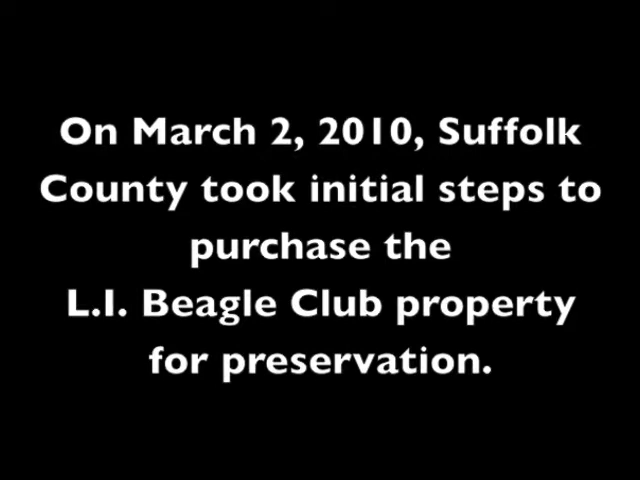 On March 2, 2010, Suffolk
County took initial steps to
purchase the
L.I. Beagle Club property
for preservation.